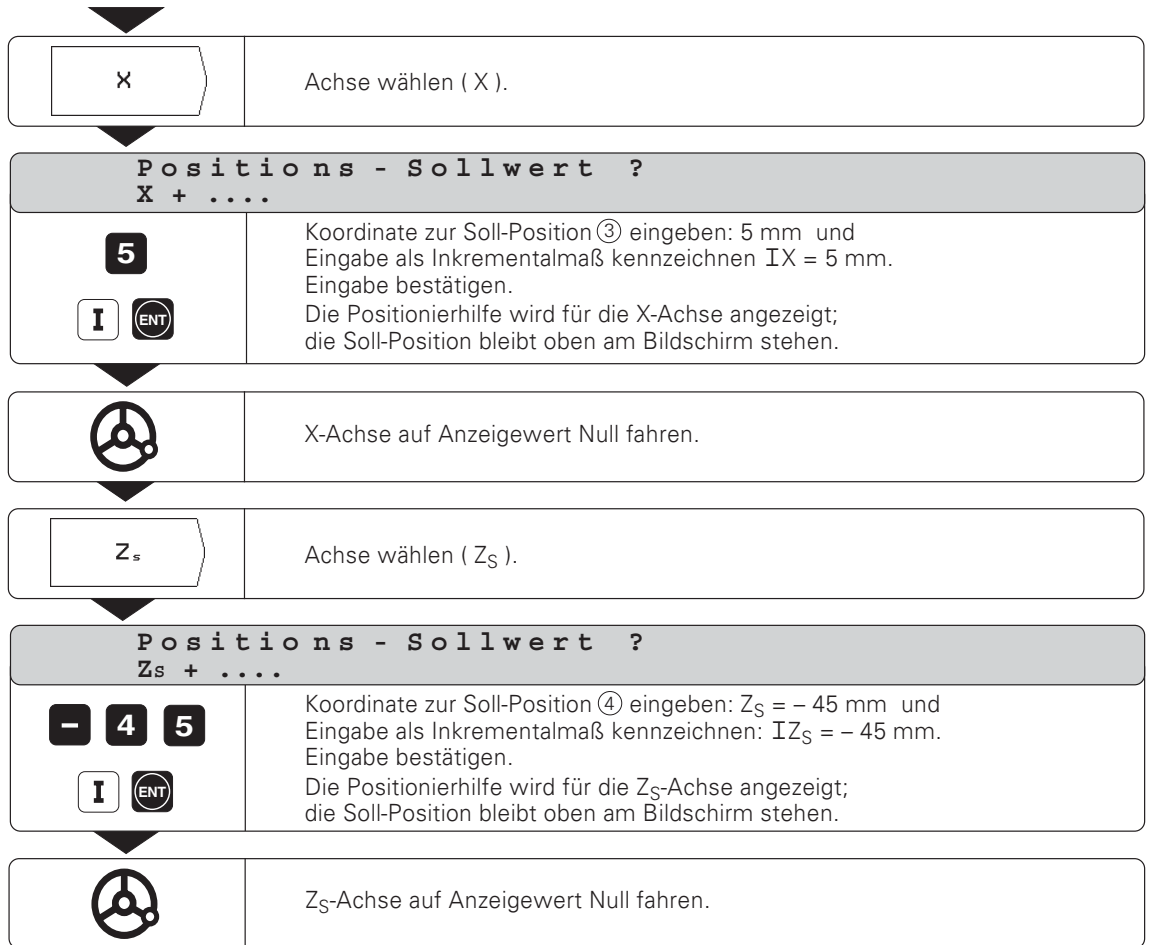 X
Achse wählen ( X ).
Positions - Sollwert ?
X + ....
5
Koordinate zur Soll-Position ③ eingeben: 5 mm und
Eingabe als Inkrementalmaß kennzeichnen IX = 5 mm.
Eingabe bestätigen.
I ENT
Die Positionierhilfe wird für die X-Achse angezeigt;
die Soll-Position bleibt oben am Bildschirm stehen.
X-Achse auf Anzeigewert Null fahren.
Zs
Achse wählen ( ZS ).
Positions - Sollwert ?
Zs + ....
- 4 5
Koordinate zur Soll-Position ④ eingeben: ZS = – 45 mm und
Eingabe als Inkrementalmaß kennzeichnen: IZS = – 45 mm.
Eingabe bestätigen.
I ENT
Die Positionierhilfe wird für die ZS-Achse angezeigt;
die Soll-Position bleibt oben am Bildschirm stehen.
ZS-Achse auf Anzeigewert Null fahren.